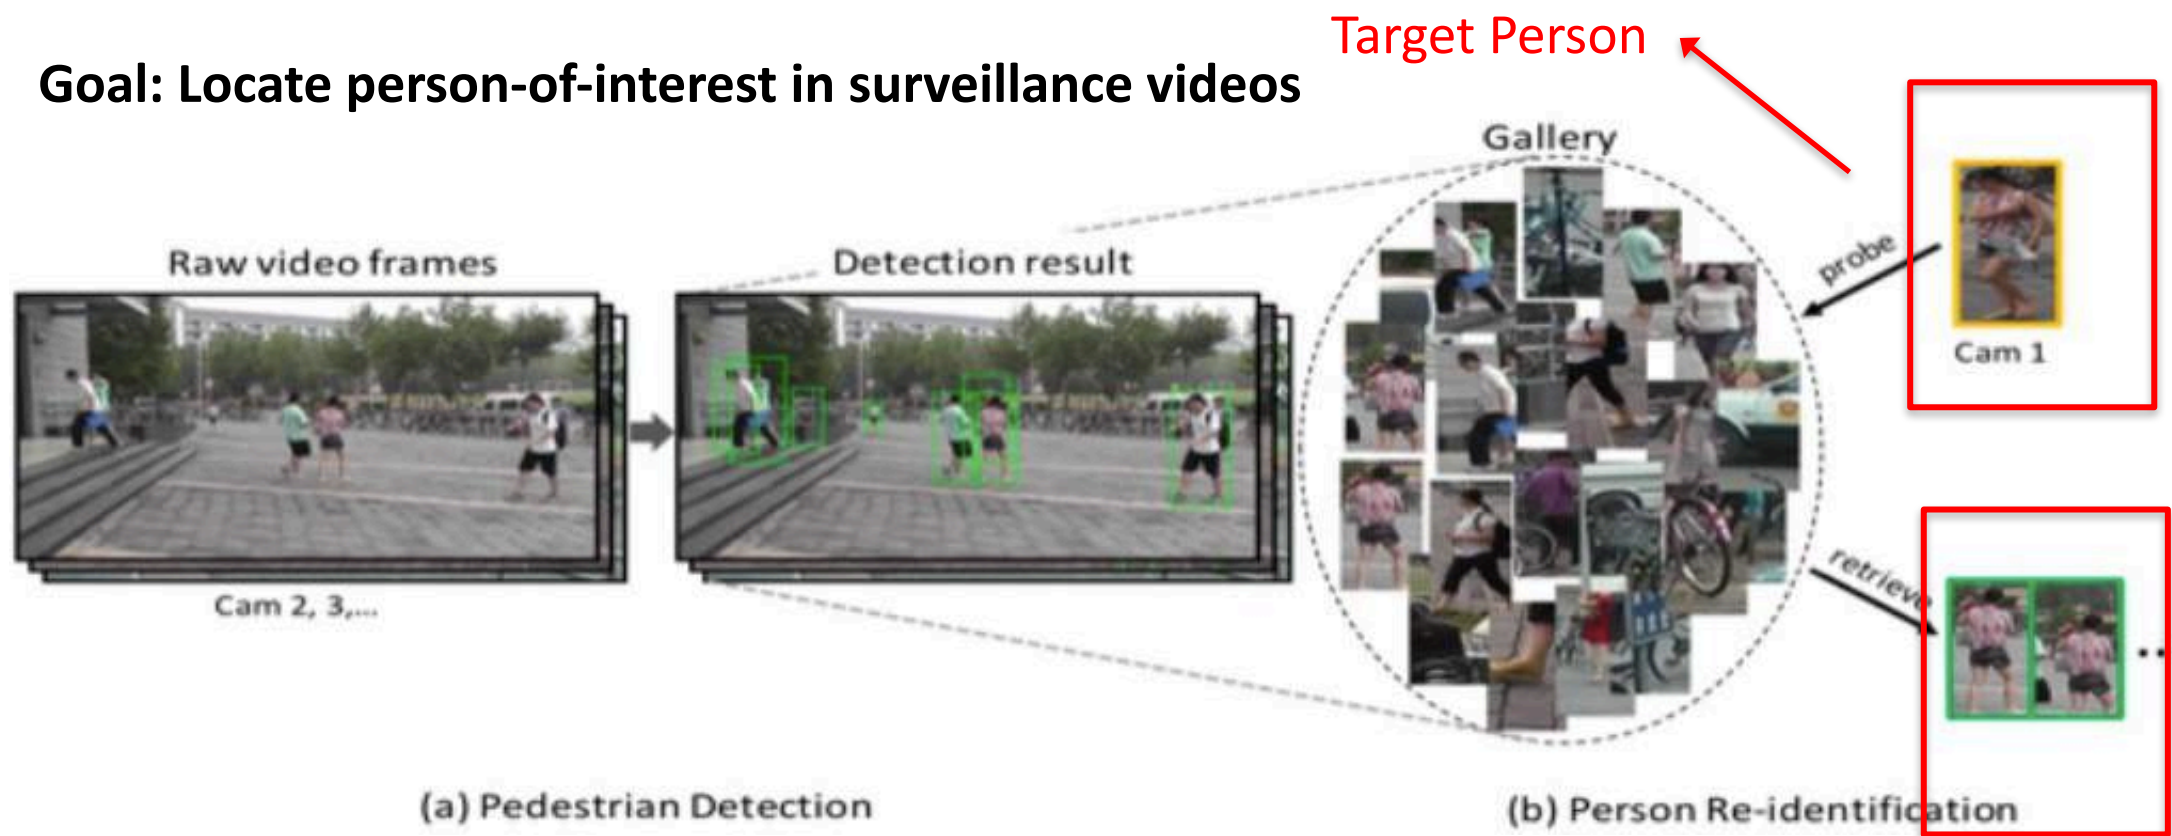 Target Person
Goal: Locate person-of-interest in surveillance videos
Gallery
Raw video frames
Detection result
probe
Cam 1
retrieve
Cam 2, 3,...
(a) Pedestrian Detection
(b) Person Re-identification